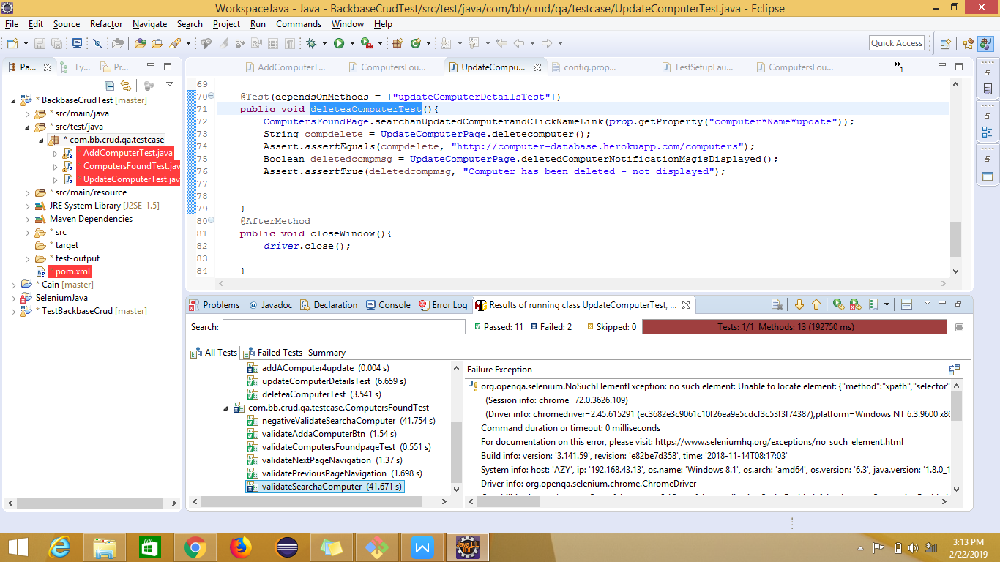 WorkspaceJava - Java - BackbaseCrudTest/src/test/java/com/bb/crud/qa/testcase/UpdateComputerTest.java - Eclipse
File Edit Source Refactor Navigate Search Project Run Commands Window Help
Quick Access
Pa... Ty... Pr...
AddComputerT... ComputersFou... UpdateCompu... config.prop... TestSetupLau... ComputersFou... »1
* BackbaseCrudTest [master]
* src/main/java
* src/test/java
* com.bb.crud.qa.testcase
AddComputerTest.java
ComputersFoundTest.jav
UpdateComputerTest.jav
* src/main/resource
JRE System Library [J2SE-1.5]
Maven Dependencies
* src
* target
* test-output
pom.xml
* Cain [master]
SeleniumJava
* TestBackbaseCrud [master]
69
70 @Test(dependsOnMethods = {"updateComputerDetailsTest"})
71 public void deleteaComputerTest(){
72 ComputersFoundPage.searchanUpdatedComputerandClickNameLink(prop.getProperty("computer*Name*update"));
73 String compdelete = UpdateComputerPage.deletecomputer();
74 Assert.assertEquals(compdelete, "http://computer-database.herokuapp.com/computers");
75 Boolean deletedcompmsg = UpdateComputerPage.deletedComputerNotificationMsgisDisplayed();
76 Assert.assertTrue(deletedcompmsg, "Computer has been deleted - not displayed");
77
78
79 }
80 @AfterMethod
81 public void closeWindow(){
82 driver.close();
83
84 }
Problems @ Javadoc Declaration Console Error Log Results of running class UpdateComputerTest, ...
Search: Passed: 11 Failed: 2 Skipped: 0 Tests: 1/1 Methods: 13 (192750 ms)
All Tests Failed Tests Summary
addAComputer4update (0.004 s)
updateComputerDetailsTest (6.659 s)
deleteaComputerTest (3.541 s)
com.bb.crud.qa.testcase.ComputersFoundTest
negativeValidateSearchaComputer (41.754 s)
validateAddaComputerBtn (1.54 s)
validateComputersFoundpageTest (0.551 s)
validateNextPageNavigation (1.37 s)
validatePreviousPageNavigation (1.698 s)
validateSearchaComputer (41.671 s)
Failure Exception
org.openqa.selenium.NoSuchElementException: no such element: Unable to locate element: {"method":"xpath","selector"
(Session info: chrome=72.0.3626.109)
(Driver info: chromedriver=2.45.615291 (ec3682e3c9061c10f26ea9e5cdcf3c53f3f74387),platform=Windows NT 6.3.9600 x86
Command duration or timeout: 0 milliseconds
For documentation on this error, please visit: https://www.seleniumhq.org/exceptions/no_such_element.html
Build info: version: '3.141.59', revision: 'e82be7d358', time: '2018-11-14T08:17:03'
System info: host: 'AZY', ip: '192.168.43.13', os.name: 'Windows 8.1', os.arch: 'amd64', os.version: '6.3', java.version: '1.8.0_1
Driver info: org.openqa.selenium.chrome.ChromeDriver
Java EE
IDE
3:13 PM
2/22/2019